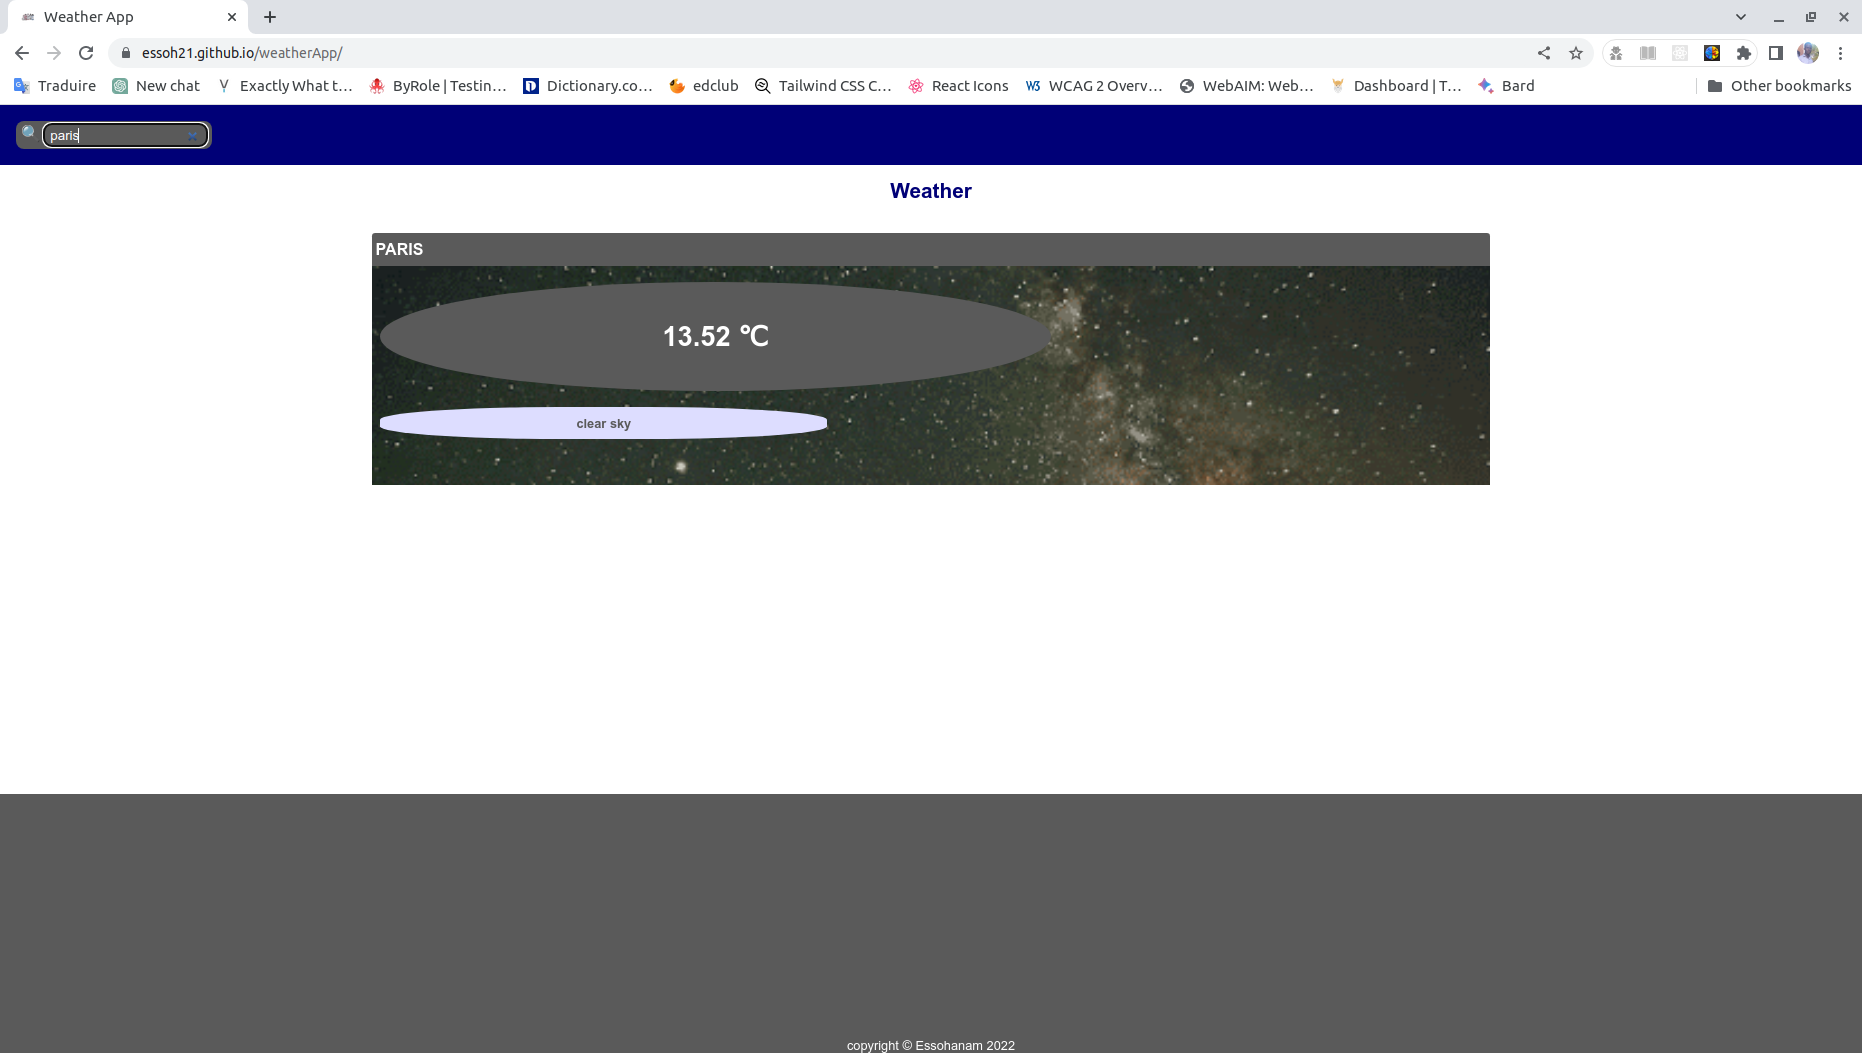 Weather App
essoh21.github.io/weatherApp/
Traduire New chat Exactly What t… ByRole | Testin… Dictionary.co… edclub Tailwind CSS C… React Icons WCAG 2 Overv… WebAIM: Web… Dashboard | T… Bard Other bookmarks
paris
Weather
PARIS
13.52 ℃
clear sky
copyright © Essohanam 2022